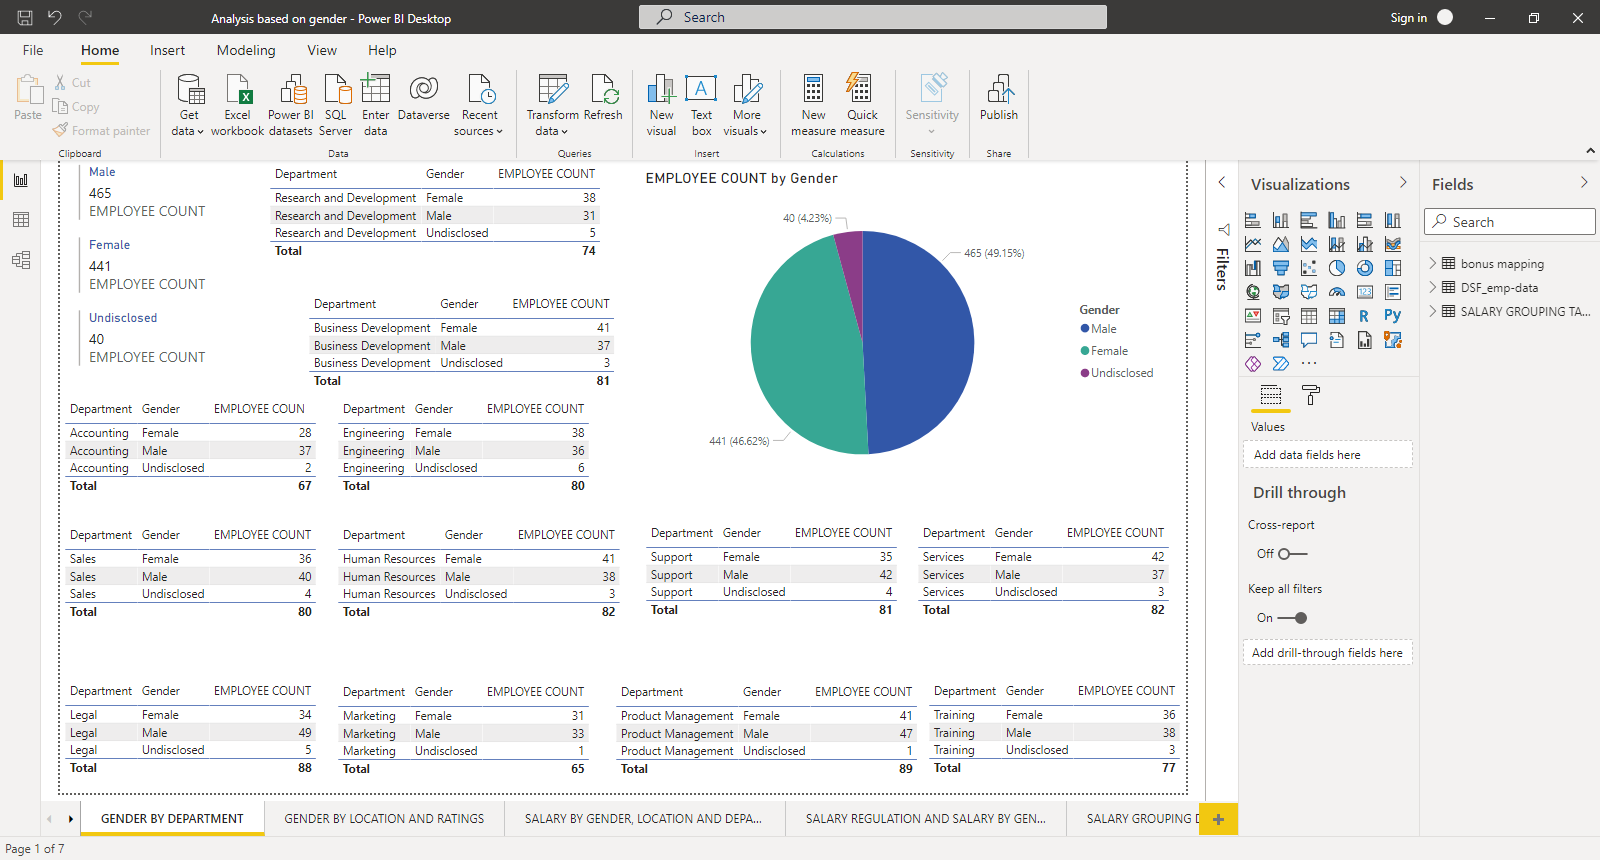 Analysis based on gender - Power BI Desktop
Search
Sign in
File Home Insert Modeling View Help
Paste
Cut
Copy
Format painter
Clipboard
Get data
Excel workbook
Power BI datasets
SQL Server
Enter data
Dataverse
Recent sources
Data
Transform data
Refresh
Queries
New visual
Text box
More visuals
Insert
New measure
Quick measure
Calculations
Sensitivity
Sensitivity
Publish
Share
Male
465
EMPLOYEE COUNT
Female
441
EMPLOYEE COUNT
Undisclosed
40
EMPLOYEE COUNT
Department Gender EMPLOYEE COUNT
Research and Development Female 38
Research and Development Male 31
Research and Development Undisclosed 5
Total 74
Department Gender EMPLOYEE COUNT
Business Development Female 41
Business Development Male 37
Business Development Undisclosed 3
Total 81
EMPLOYEE COUNT by Gender
40 (4.23%)
465 (49.15%)
441 (46.62%)
Gender
Male
Female
Undisclosed
Department Gender EMPLOYEE COUN
Accounting Female 28
Accounting Male 37
Accounting Undisclosed 2
Total 67
Department Gender EMPLOYEE COUNT
Engineering Female 38
Engineering Male 36
Engineering Undisclosed 6
Total 80
Department Gender EMPLOYEE COUNT
Sales Female 36
Sales Male 40
Sales Undisclosed 4
Total 80
Department Gender EMPLOYEE COUNT
Human Resources Female 41
Human Resources Male 38
Human Resources Undisclosed 3
Total 82
Department Gender EMPLOYEE COUNT
Support Female 35
Support Male 42
Support Undisclosed 4
Total 81
Department Gender EMPLOYEE COUNT
Services Female 42
Services Male 37
Services Undisclosed 3
Total 82
Department Gender EMPLOYEE COUNT
Legal Female 34
Legal Male 49
Legal Undisclosed 5
Total 88
Department Gender EMPLOYEE COUNT
Marketing Female 31
Marketing Male 33
Marketing Undisclosed 1
Total 65
Department Gender EMPLOYEE COUNT
Product Management Female 41
Product Management Male 47
Product Management Undisclosed 1
Total 89
Department Gender EMPLOYEE COUNT
Training Female 36
Training Male 38
Training Undisclosed 3
Total 77
Filters
Visualizations
123
R Py
Values
Add data fields here
Drill through
Cross-report
Off
Keep all filters
On
Add drill-through fields here
Fields
Search
bonus mapping
DSF_emp-data
SALARY GROUPING TA...
GENDER BY DEPARTMENT
GENDER BY LOCATION AND RATINGS
SALARY BY GENDER, LOCATION AND DEPA...
SALARY REGULATION AND SALARY BY GEN...
SALARY GROUPING D
+
Page 1 of 7